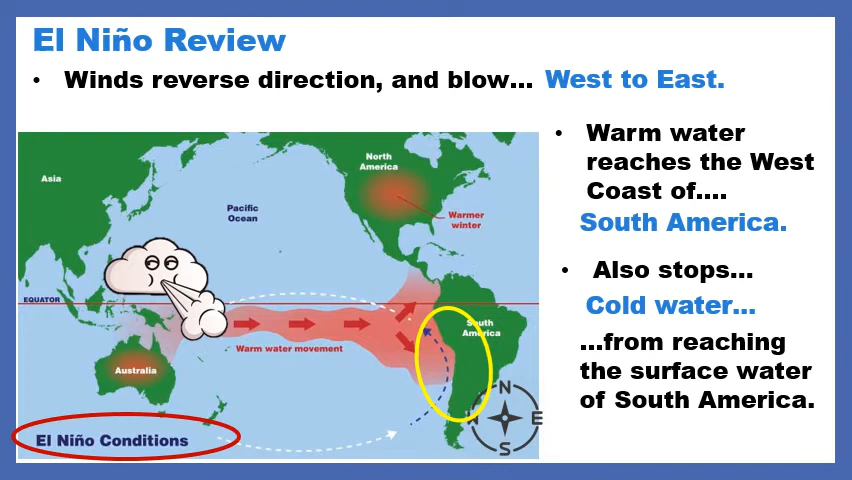 El Niño Review
• Winds reverse direction, and blow... West to East.
• Warm water
reaches the West
Coast of....
South America.
• Also stops...
Cold water...
...from reaching
the surface water
of South America.
Asia
North
America
Pacific
Ocean
Warmer
winter
EQUATOR
South
America
Warm water movement
Australia
El Niño Conditions
N
W E
S